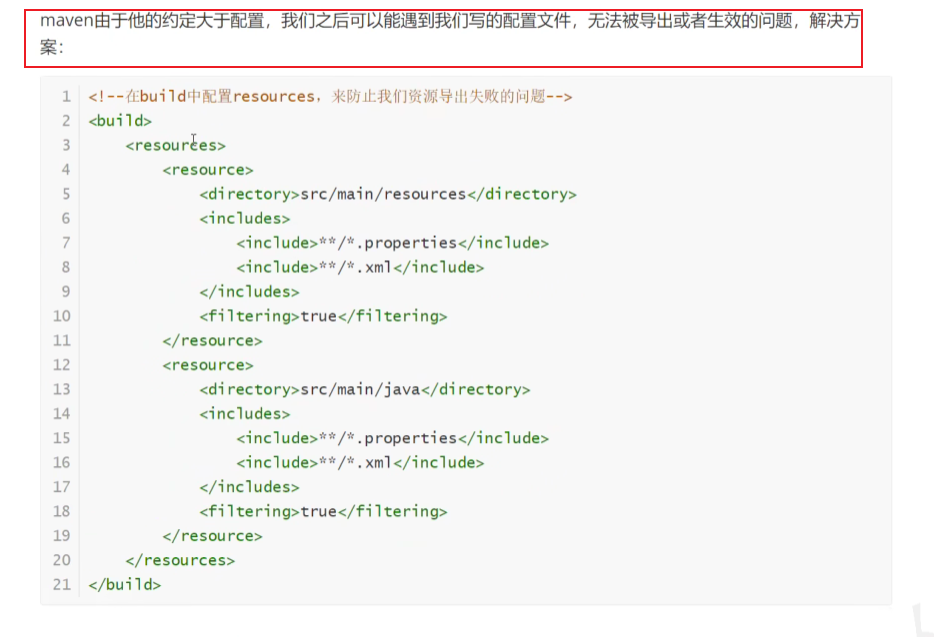 maven由于他的约定大于配置，我们之后可以能遇到我们写的配置文件，无法被导出或者生效的问题，解决方
案：
1 <!--在build中配置resources，来防止我们资源导出失败的问题-->
2 <build>
3     <resources>
4         <resource>
5             <directory>src/main/resources</directory>
6             <includes>
7                 <include>**/*.properties</include>
8                 <include>**/*.xml</include>
9             </includes>
10             <filtering>true</filtering>
11         </resource>
12         <resource>
13             <directory>src/main/java</directory>
14             <includes>
15                 <include>**/*.properties</include>
16                 <include>**/*.xml</include>
17             </includes>
18             <filtering>true</filtering>
19         </resource>
20     </resources>
21 </build>